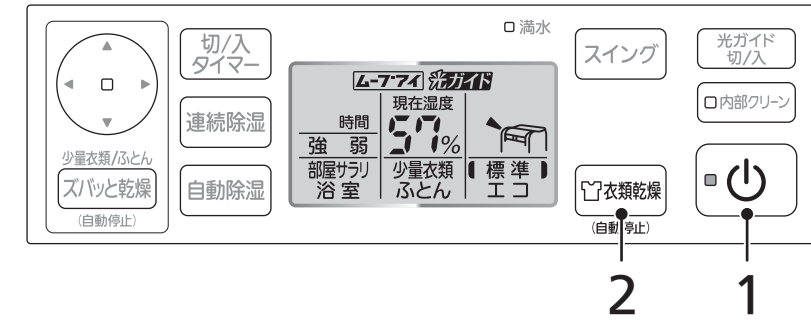 少量衣類/ふとん
ズバッと乾燥
(自動停止)
切/入
タイマー
連続除湿
自動除湿
満水
ムーブアイ 光ガイド
現在湿度
時間
57%
強 弱
部屋サラリ
浴室
少量衣類
ふとん
標準
エコ
スイング
衣類乾燥
(自動停止)
光ガイド
切/入
内部クリーン
2
1